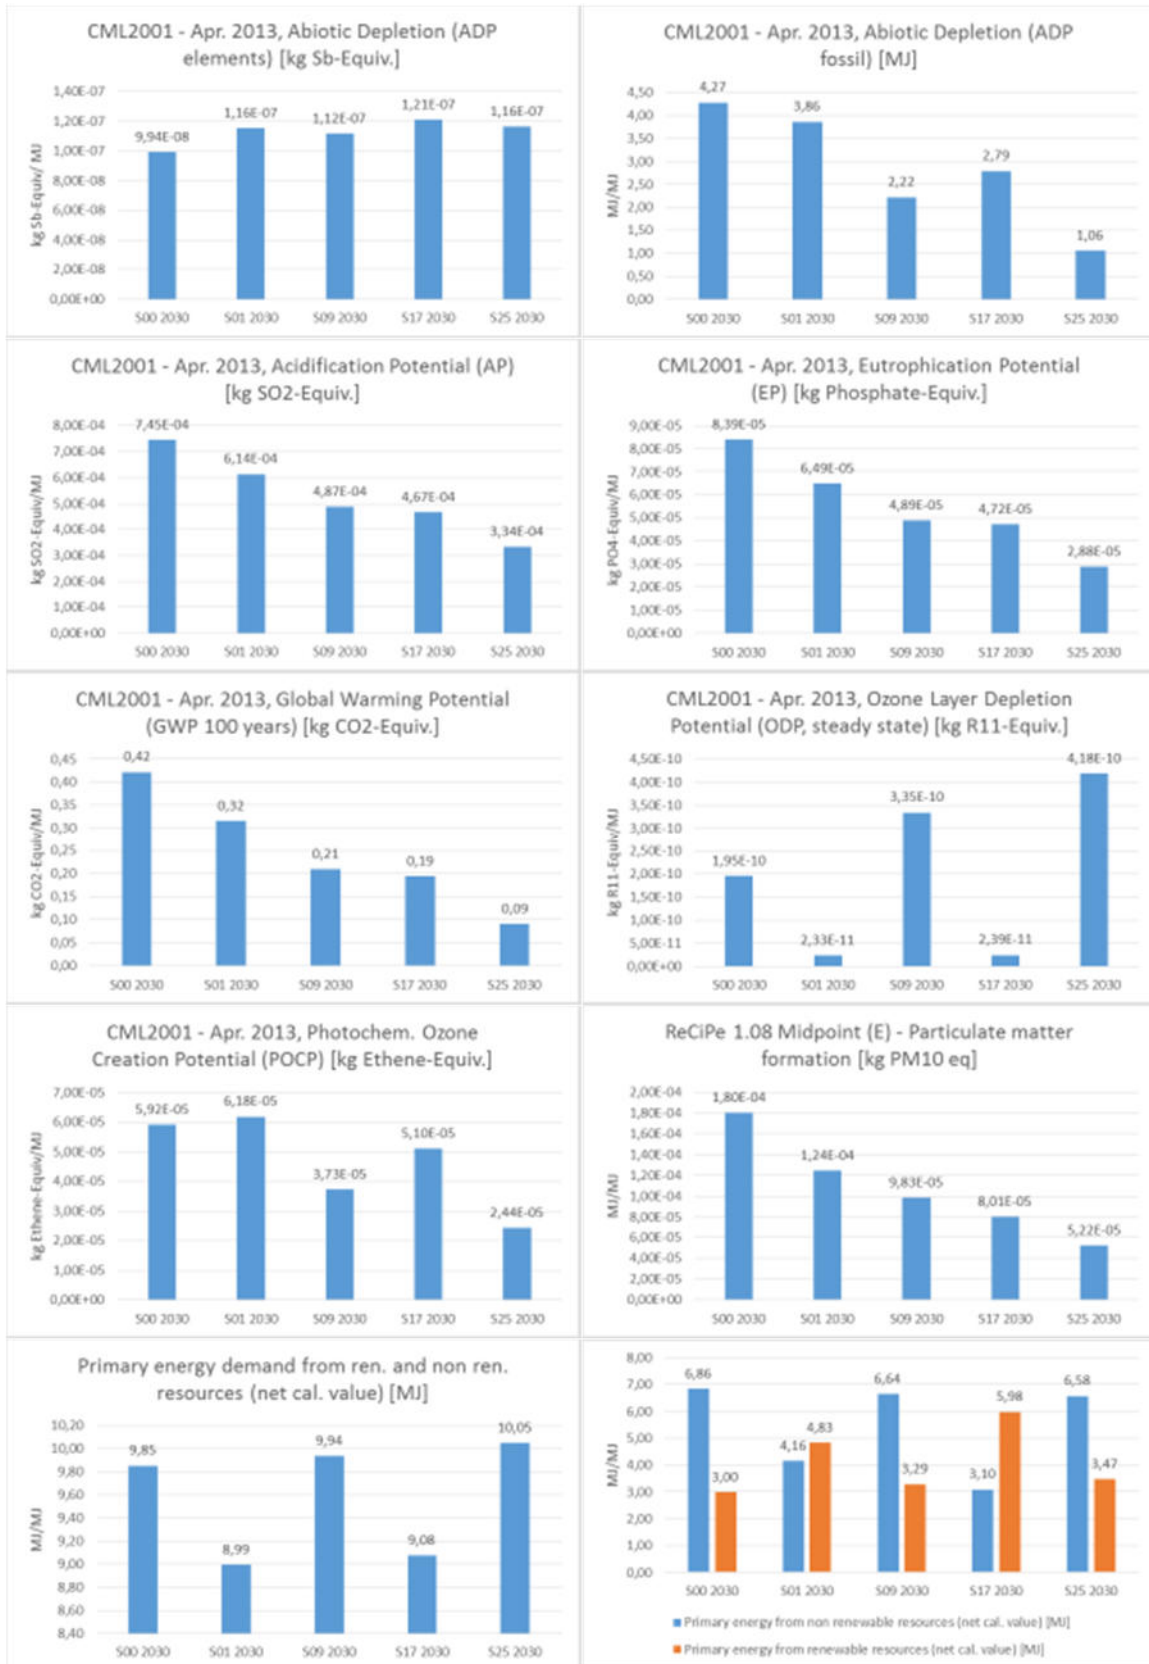 CML2001 - Apr. 2013, Abiotic Depletion (ADP
elements) [kg Sb-Equiv.]
1,40E-07
1,20E-07
1,00E-07
8,00E-08
6,00E-08
4,00E-08
2,00E-08
0,00E+00
kg Sb-Equiv/ MJ
9,94E-08
1,16E-07
1,12E-07
1,21E-07
1,16E-07
S00 2030
S01 2030
S09 2030
S17 2030
S25 2030
CML2001 - Apr. 2013, Abiotic Depletion (ADP
fossil) [MJ]
4,50
4,00
3,50
3,00
2,50
2,00
1,50
1,00
0,50
0,00
MJ/MJ
4,27
3,86
2,22
2,79
1,06
S00 2030
S01 2030
S09 2030
S17 2030
S25 2030
CML2001 - Apr. 2013, Acidification Potential (AP)
[kg SO2-Equiv.]
8,00E-04
7,00E-04
6,00E-04
5,00E-04
4,00E-04
3,00E-04
2,00E-04
1,00E-04
0,00E+00
kg SO2-Equiv/MJ
7,45E-04
6,14E-04
4,87E-04
4,67E-04
3,34E-04
S00 2030
S01 2030
S09 2030
S17 2030
S25 2030
CML2001 - Apr. 2013, Eutrophication Potential
(EP) [kg Phosphate-Equiv.]
9,00E-05
8,00E-05
7,00E-05
6,00E-05
5,00E-05
4,00E-05
3,00E-05
2,00E-05
1,00E-05
0,00E+00
kg PO4-Equiv/MJ
8,39E-05
6,49E-05
4,89E-05
4,72E-05
2,88E-05
S00 2030
S01 2030
S09 2030
S17 2030
S25 2030
CML2001 - Apr. 2013, Global Warming Potential
(GWP 100 years) [kg CO2-Equiv.]
0,45
0,40
0,35
0,30
0,25
0,20
0,15
0,10
0,05
0,00
kg CO2-Equiv/MJ
0,42
0,32
0,21
0,19
0,09
S00 2030
S01 2030
S09 2030
S17 2030
S25 2030
CML2001 - Apr. 2013, Ozone Layer Depletion
Potential (ODP, steady state) [kg R11-Equiv.]
4,50E-10
4,00E-10
3,50E-10
3,00E-10
2,50E-10
2,00E-10
1,50E-10
1,00E-10
5,00E-11
0,00E+00
kg R11-Equiv/MJ
1,95E-10
2,33E-11
3,35E-10
2,39E-11
4,18E-10
S00 2030
S01 2030
S09 2030
S17 2030
S25 2030
CML2001 - Apr. 2013, Photochem. Ozone
Creation Potential (POCP) [kg Ethene-Equiv.]
7,00E-05
6,00E-05
5,00E-05
4,00E-05
3,00E-05
2,00E-05
1,00E-05
0,00E+00
kg Ethene-Equiv/MJ
5,92E-05
6,18E-05
3,73E-05
5,10E-05
2,44E-05
S00 2030
S01 2030
S09 2030
S17 2030
S25 2030
ReCiPe 1.08 Midpoint (E) - Particulate matter
formation [kg PM10 eq]
2,00E-04
1,80E-04
1,60E-04
1,40E-04
1,20E-04
1,00E-04
8,00E-05
6,00E-05
4,00E-05
2,00E-05
0,00E+00
MJ/MJ
1,80E-04
1,24E-04
9,83E-05
8,01E-05
5,22E-05
S00 2030
S01 2030
S09 2030
S17 2030
S25 2030
Primary energy demand from ren. and non ren.
resources (net cal. value) [MJ]
10,20
10,00
9,80
9,60
9,40
9,20
9,00
8,80
8,60
8,40
MJ/MJ
9,85
8,99
9,94
9,08
10,05
S00 2030
S01 2030
S09 2030
S17 2030
S25 2030
8,00
7,00
6,00
5,00
4,00
3,00
2,00
1,00
0,00
MJ/MJ
6,86
3,00
4,16
4,83
6,64
3,29
3,10
5,98
6,58
3,47
S00 2030
S01 2030
S09 2030
S17 2030
S25 2030
Primary energy from non renewable resources (net cal. value) [MJ]
Primary energy from renewable resources (net cal. value) [MJ]